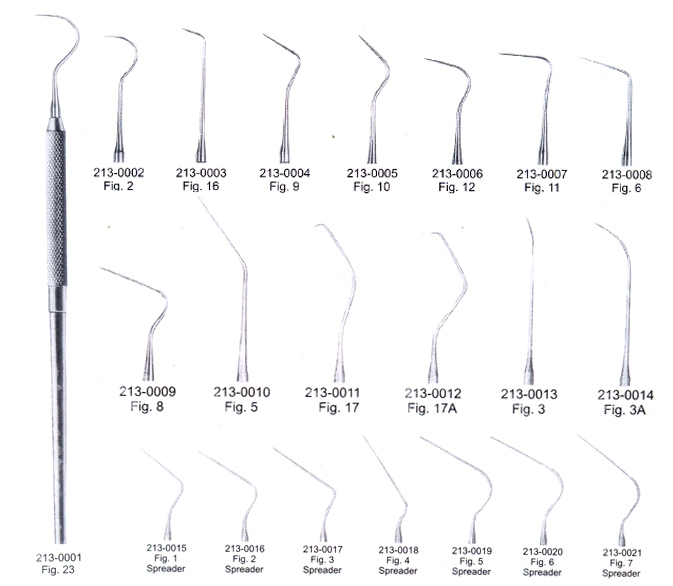 213-0002
Fig. 2
213-0003
Fig. 16
213-0004
Fig. 9
213-0005
Fig. 10
213-0006
Fig. 12
213-0007
Fig. 11
213-0008
Fig. 6
213-0009
Fig. 8
213-0010
Fig. 5
213-0011
Fig. 17
213-0012
Fig. 17A
213-0013
Fig. 3
213-0014
Fig. 3A
213-0001
Fig. 23
213-0015
Fig. 1
Spreader
213-0016
Fig. 2
Spreader
213-0017
Fig. 3
Spreader
213-0018
Fig. 4
Spreader
213-0019
Fig. 5
Spreader
213-0020
Fig. 6
Spreader
213-0021
Fig. 7
Spreader